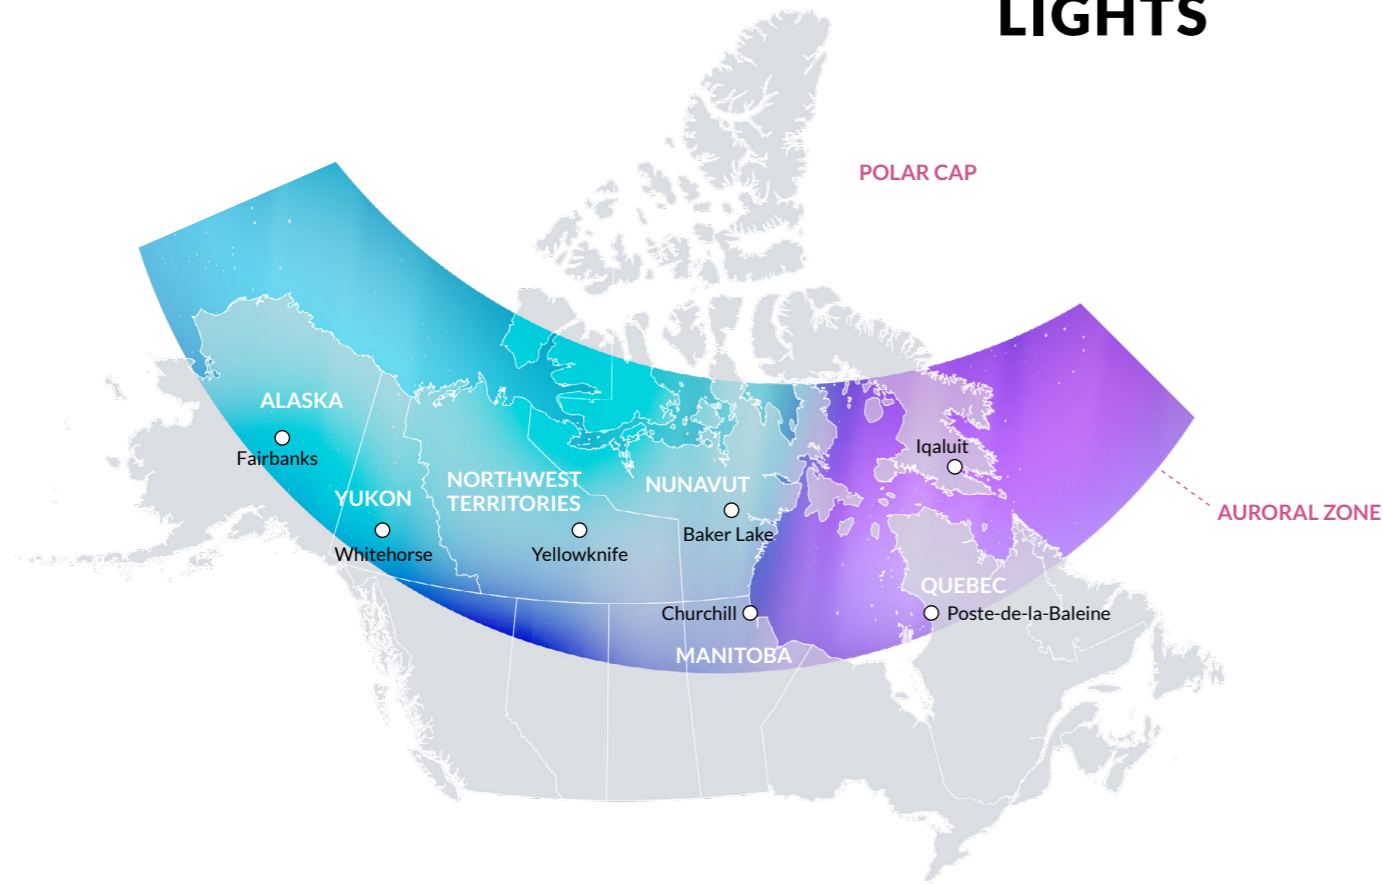 LIGHTS
POLAR CAP
ALASKA
Fairbanks
YUKON
Whitehorse
NORTHWEST
TERRITORIES
Yellowknife
NUNAVUT
Baker Lake
Iqaluit
AURORAL ZONE
QUEBEC
Poste-de-la-Baleine
Churchill
MANITOBA